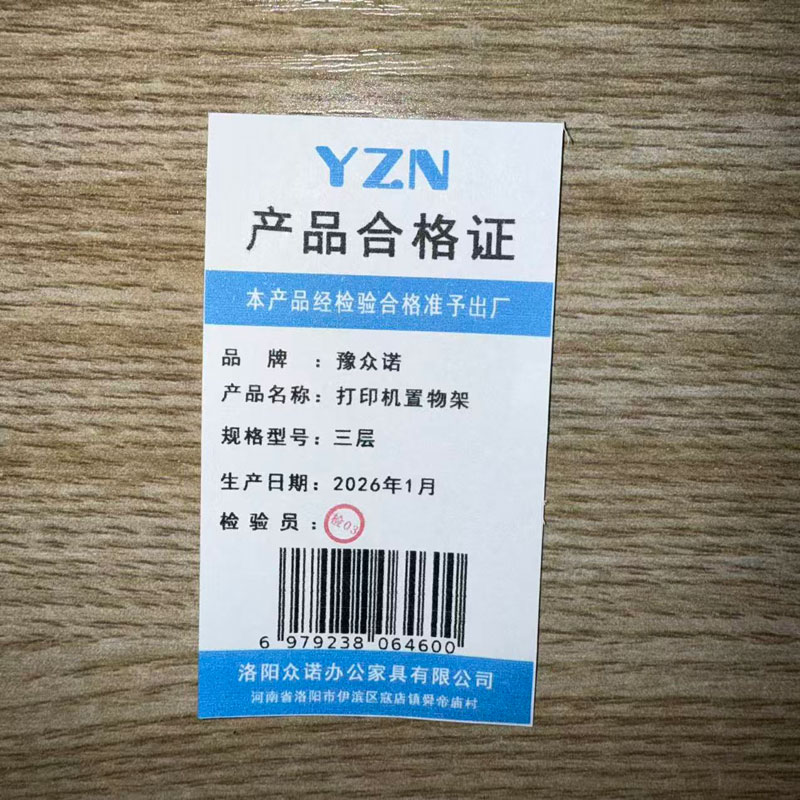 YZN
产品合格证
本产品经检验合格准予出厂
品 牌 ：豫众诺
产品名称：打印机置物架
规格型号：三层
生产日期：2026年1月
检 验 员 ：检03
6 979238 064600
洛阳众诺办公家具有限公司
河南省洛阳市伊滨区寇店镇舜帝庙村